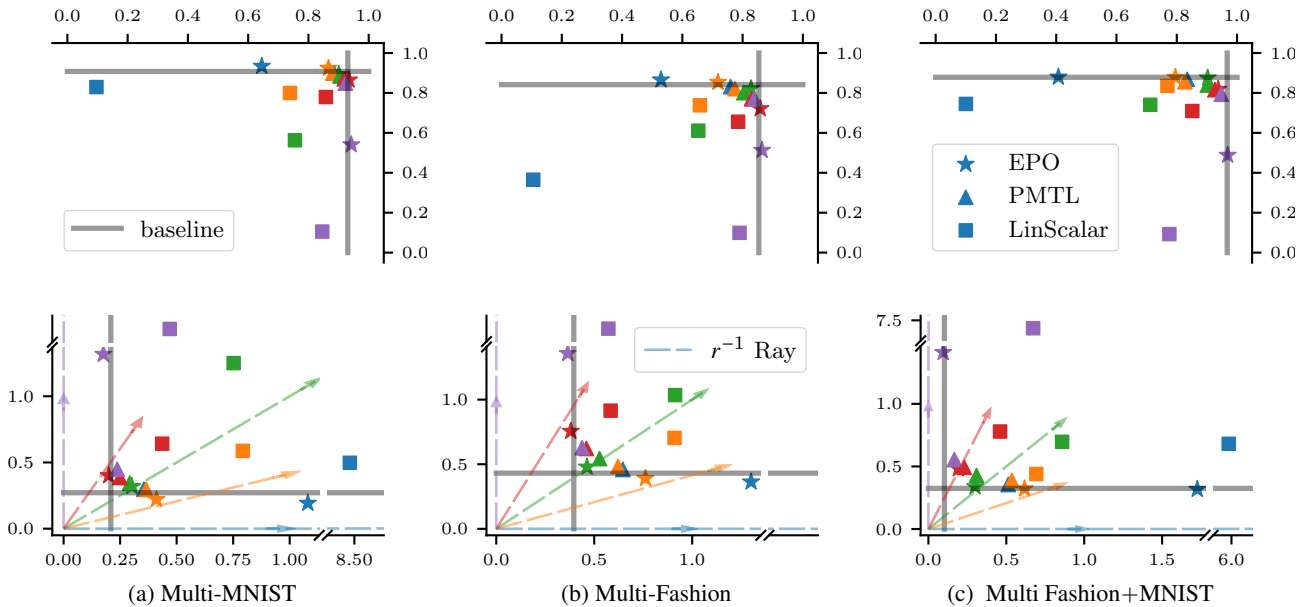 0.0 0.2 0.4 0.6 0.8 1.0
0.0 0.2 0.4 0.6 0.8 1.0
0.0 0.2 0.4 0.6 0.8 1.0
1.0
0.8
0.6
0.4
0.2
0.0
baseline
1.0
0.8
0.6
0.4
0.2
0.0
1.0
0.8
0.6
0.4
0.2
0.0
EPO
PMTL
LinScalar
1.0
0.5
0.0
0.00 0.25 0.50 0.75 1.00 8.50
1.0
0.5
0.0
0.0 0.5 1.0
r⁻¹ Ray
7.5
1.0
0.5
0.0
0.0 0.5 1.0 1.5 6.0
(a) Multi-MNIST
(b) Multi-Fashion
(c) Multi Fashion+MNIST